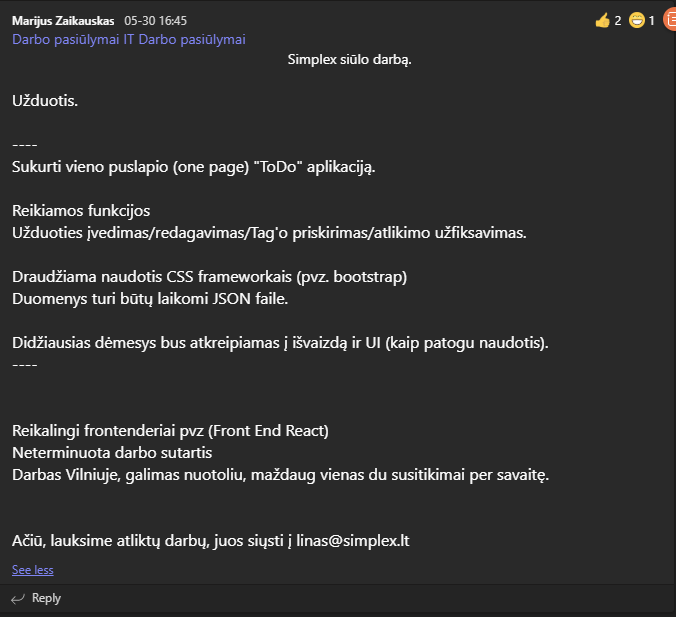 Marijus Zaikauskas 05-30 16:45
👍 2 😁 1
Darbo pasiūlymai IT Darbo pasiūlymai
Simplex siūlo darbą.
Užduotis.
----
Sukurti vieno puslapio (one page) "ToDo" aplikaciją.
Reikiamos funkcijos
Užduoties įvedimas/redagavimas/Tag'o priskirimas/atlikimo užfiksavimas.
Draudžiama naudotis CSS frameworkais (pvz. bootstrap)
Duomenys turi būtų laikomi JSON faile.
Didžiausias dėmesys bus atkreipiamas į išvaizdą ir UI (kaip patogu naudotis).
----
Reikalingi frontenderiai pvz (Front End React)
Neterminuota darbo sutartis
Darbas Vilniuje, galimas nuotoliu, maždaug vienas du susitikimai per savaitę.
Ačiū, lauksime atliktų darbų, juos siųsti į linas@simplex.lt
See less
Reply